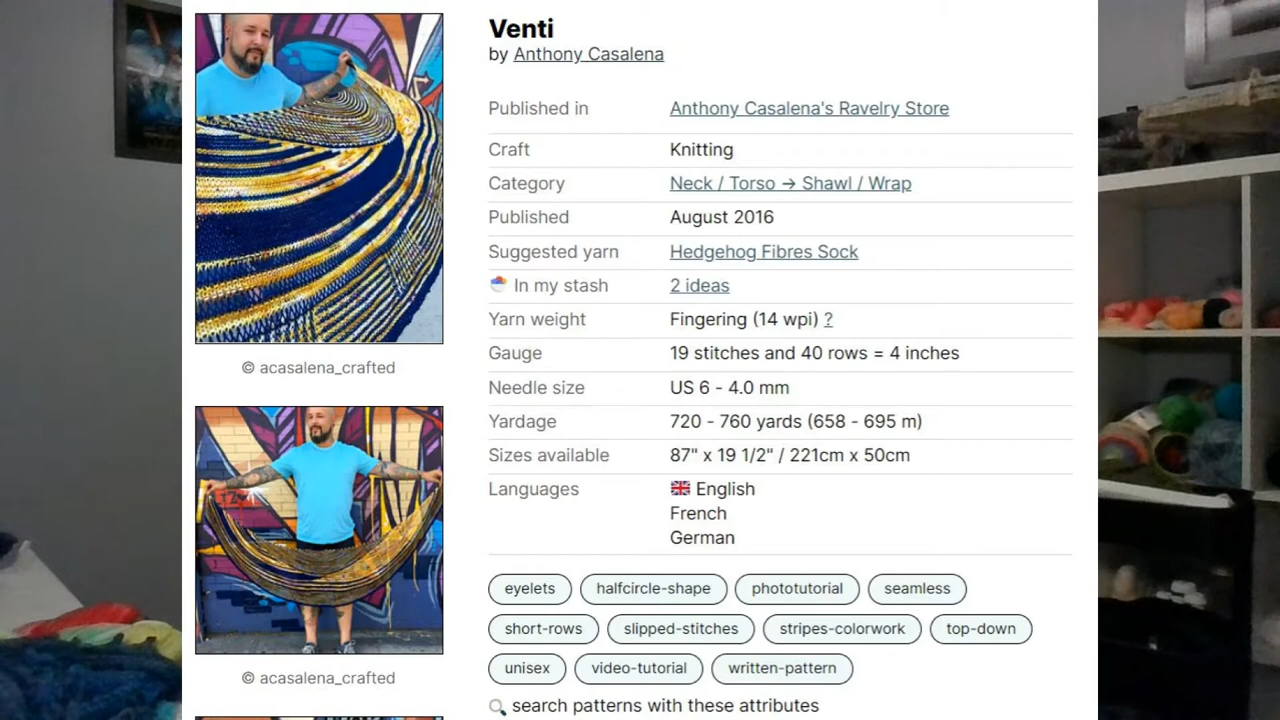 Venti
by Anthony Casalena
Published in Anthony Casalena's Ravelry Store
Craft Knitting
Category Neck / Torso → Shawl / Wrap
Published August 2016
Suggested yarn Hedgehog Fibres Sock
In my stash 2 ideas
Yarn weight Fingering (14 wpi) ?
Gauge 19 stitches and 40 rows = 4 inches
Needle size US 6 - 4.0 mm
Yardage 720 - 760 yards (658 - 695 m)
Sizes available 87" x 19 1/2" / 221cm x 50cm
Languages English
French
German
eyelets halfcircle-shape phototutorial seamless
short-rows slipped-stitches stripes-colorwork top-down
unisex video-tutorial written-pattern
search patterns with these attributes
© acasalena_crafted
© acasalena_crafted